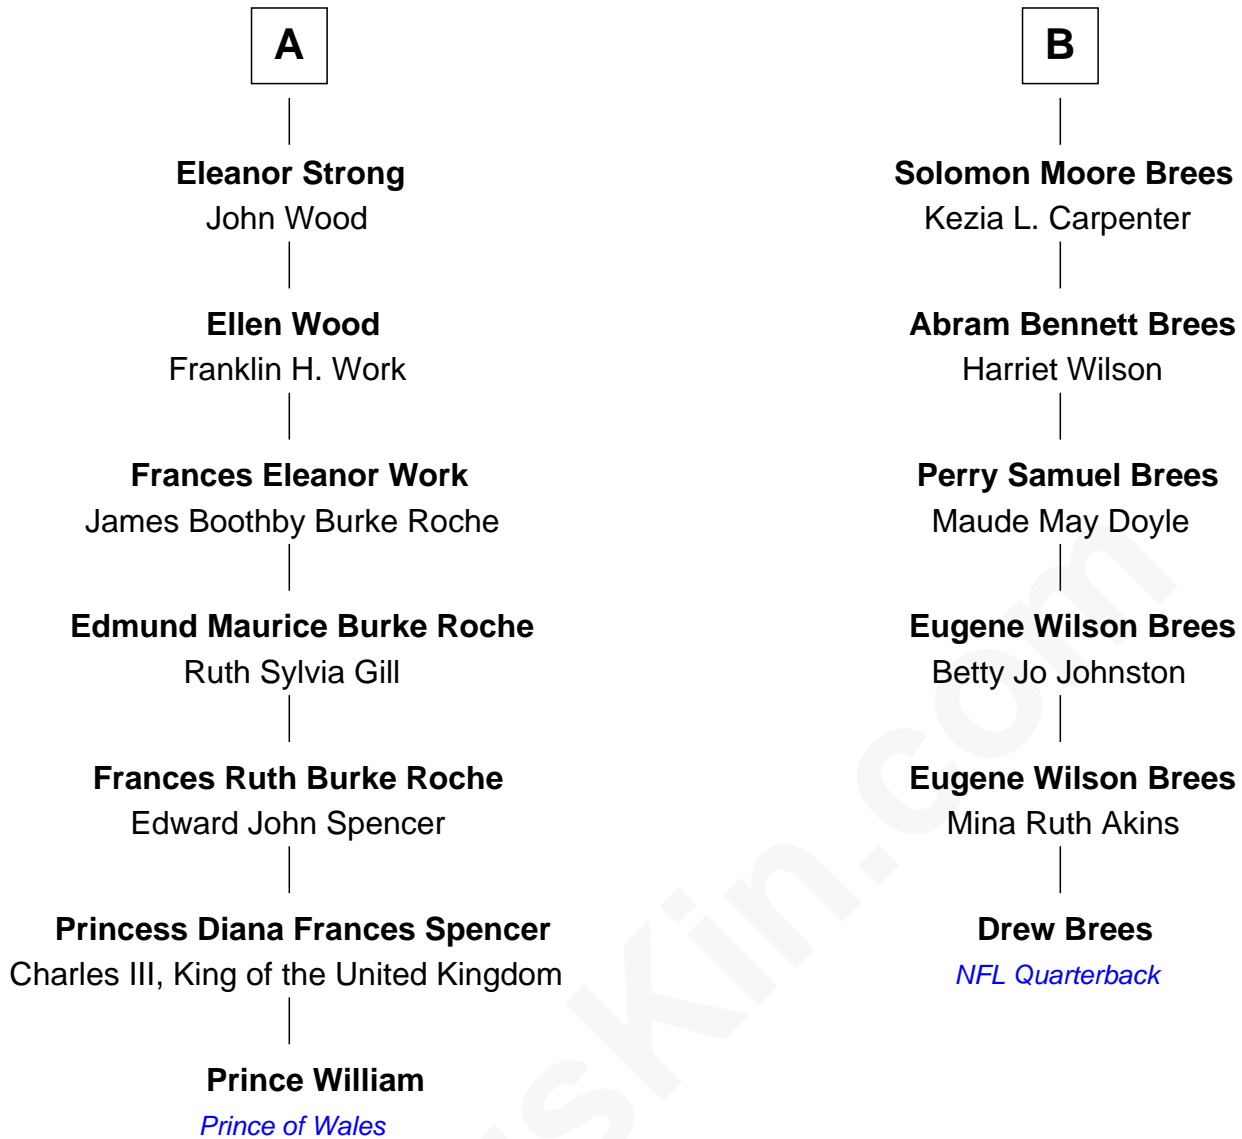 A
Eleanor Strong
John Wood
Ellen Wood
Franklin H. Work
Frances Eleanor Work
James Boothby Burke Roche
Edmund Maurice Burke Roche
Ruth Sylvia Gill
Frances Ruth Burke Roche
Edward John Spencer
Princess Diana Frances Spencer
Charles III, King of the United Kingdom
Prince William
Prince of Wales
B
Solomon Moore Brees
Kezia L. Carpenter
Abram Bennett Brees
Harriet Wilson
Perry Samuel Brees
Maude May Doyle
Eugene Wilson Brees
Betty Jo Johnston
Eugene Wilson Brees
Mina Ruth Akins
Drew Brees
NFL Quarterback
sKin.com